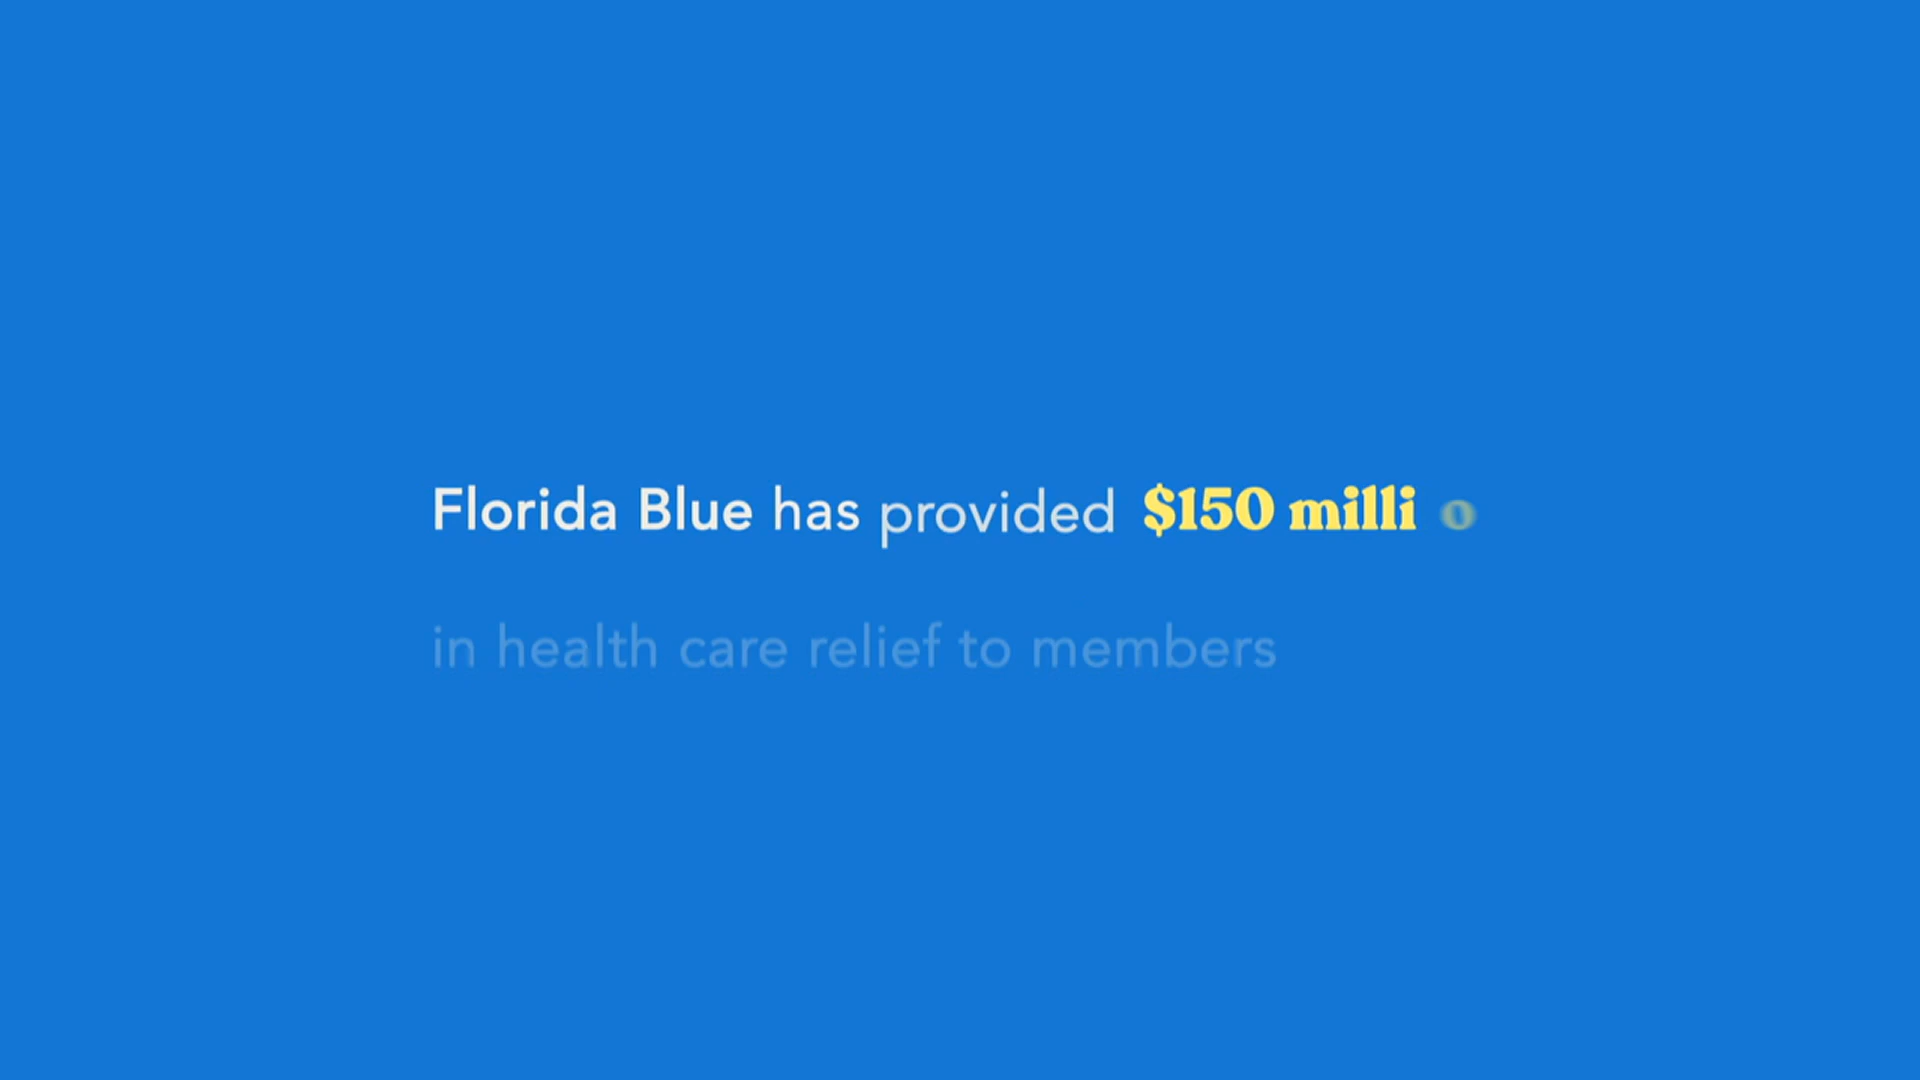 Florida Blue has provided $150 milli o
in health care relief to members